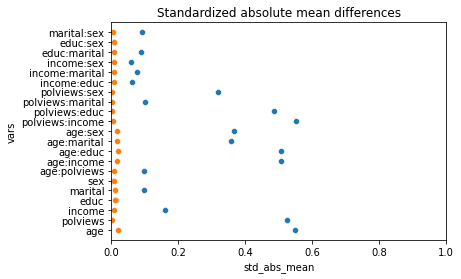 Standardized absolute mean differences
marital:sex
educ:sex
educ:marital
income:sex
income:marital
income:educ
polviews:sex
polviews:marital
polviews:educ
polviews:income
age:sex
age:marital
age:educ
age:income
age:polviews
sex
marital
educ
income
polviews
age
vars
0.0 0.2 0.4 0.6 0.8 1.0
std_abs_mean